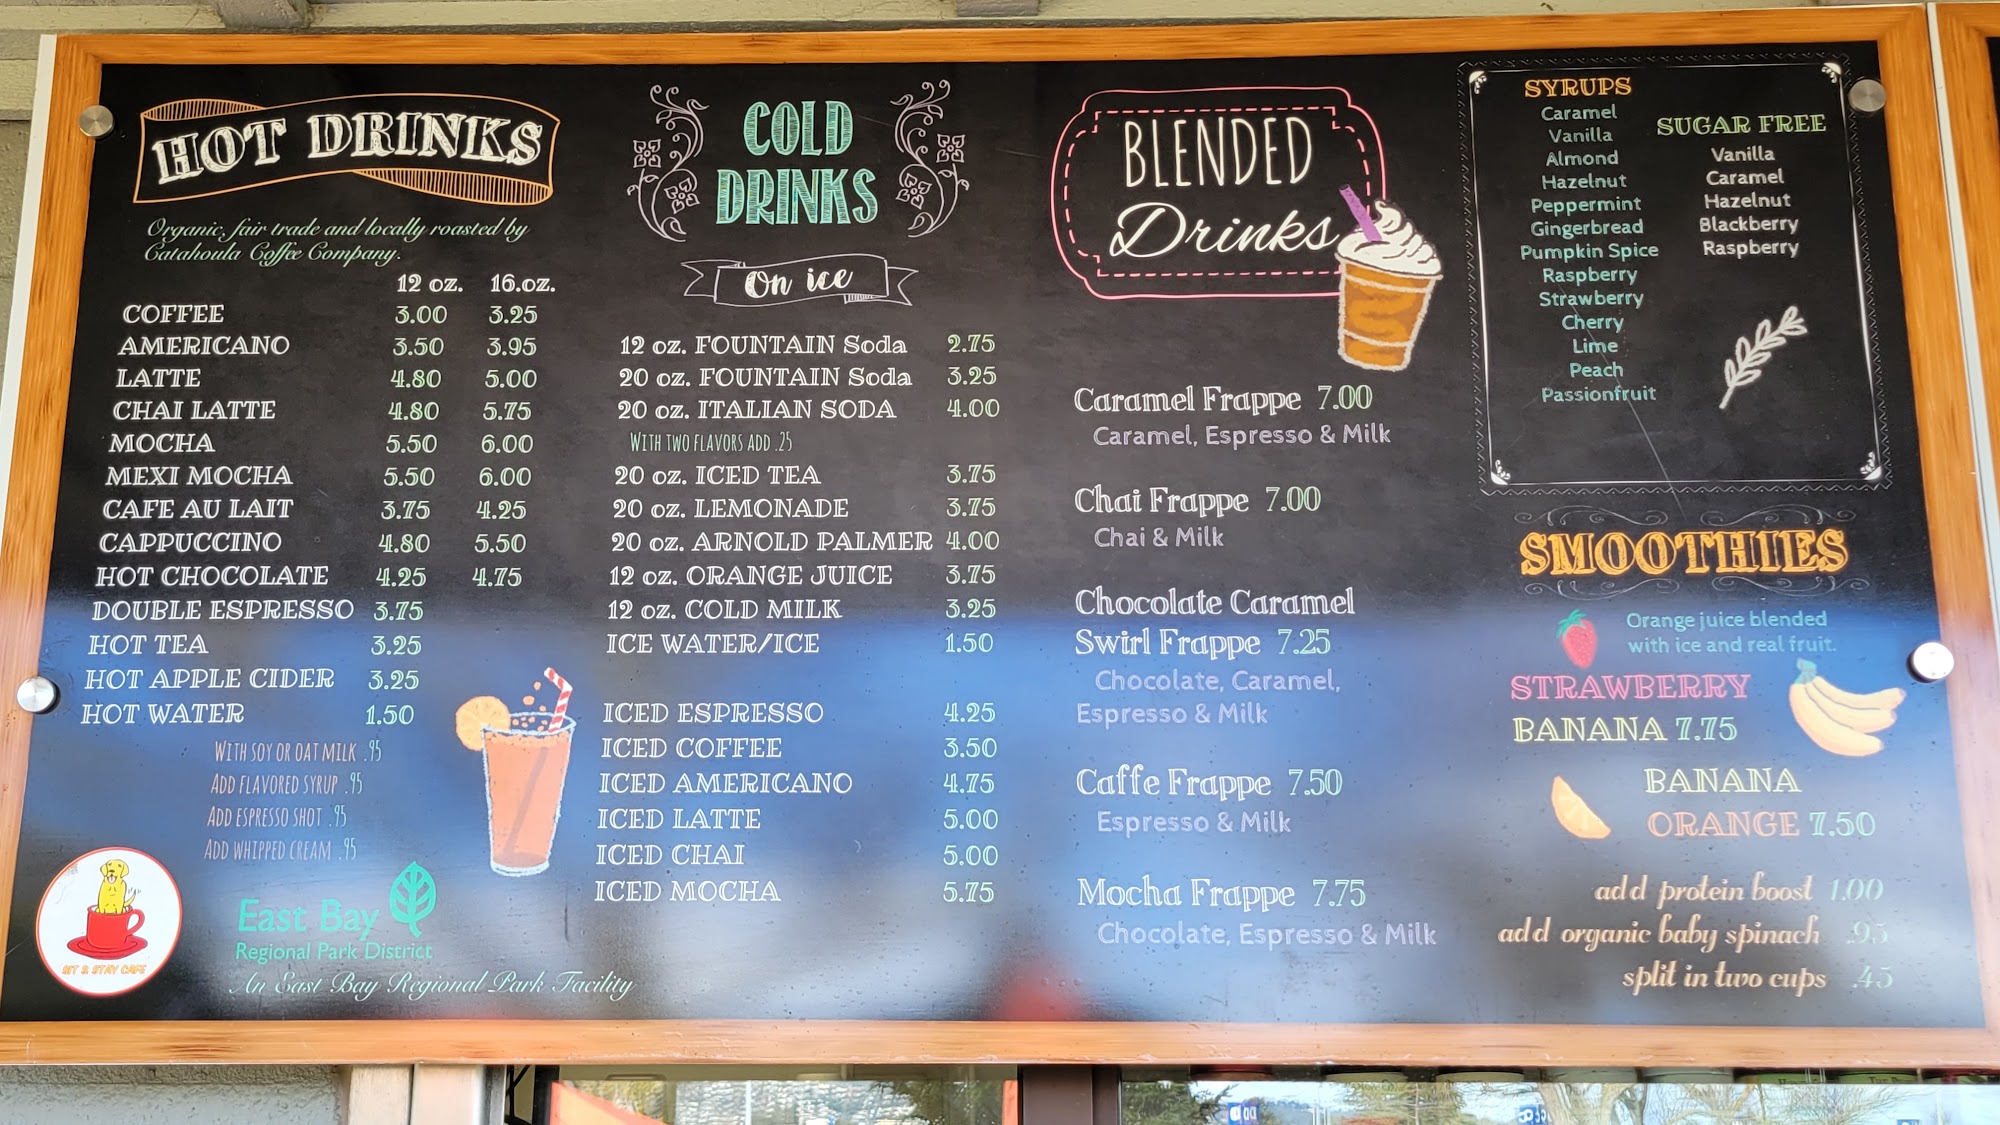 HOT DRINKS
Organic, fair trade and locally roasted by
Catahoula Coffee Company.
12 oz. 16.oz.
COFFEE 3.00 3.25
AMERICANO 3.50 3.95
LATTE 4.80 5.00
CHAI LATTE 4.80 5.75
MOCHA 5.50 6.00
MEXI MOCHA 5.50 6.00
CAFE AU LAIT 3.75 4.25
CAPPUCCINO 4.80 5.50
HOT CHOCOLATE 4.25 4.75
DOUBLE ESPRESSO 3.75
HOT TEA 3.25
HOT APPLE CIDER 3.25
HOT WATER 1.50
WITH SOY OR OAT MILK .95
ADD FLAVORED SYRUP .95
ADD ESPRESSO SHOT .95
ADD WHIPPED CREAM .95
SIT & STAY CAFE
East Bay
Regional Park District
An East Bay Regional Park Facility
COLD
DRINKS
On ice
12 oz. FOUNTAIN Soda 2.75
20 oz. FOUNTAIN Soda 3.25
20 oz. ITALIAN SODA 4.00
WITH TWO FLAVORS ADD .25
20 oz. ICED TEA 3.75
20 oz. LEMONADE 3.75
20 oz. ARNOLD PALMER 4.00
12 oz. ORANGE JUICE 3.75
12 oz. COLD MILK 3.25
ICE WATER/ICE 1.50
ICED ESPRESSO 4.25
ICED COFFEE 3.50
ICED AMERICANO 4.75
ICED LATTE 5.00
ICED CHAI 5.00
ICED MOCHA 5.75
BLENDED
Drinks
Caramel Frappe 7.00
Caramel, Espresso & Milk
Chai Frappe 7.00
Chai & Milk
Chocolate Caramel
Swirl Frappe 7.25
Chocolate, Caramel,
Espresso & Milk
Caffe Frappe 7.50
Espresso & Milk
Mocha Frappe 7.75
Chocolate, Espresso & Milk
SYRUPS
Caramel
Vanilla
Almond
Hazelnut
Peppermint
Gingerbread
Pumpkin Spice
Raspberry
Strawberry
Cherry
Lime
Peach
Passionfruit
SUGAR FREE
Vanilla
Caramel
Hazelnut
Blackberry
Raspberry
SMOOTHIES
Orange juice blended
with ice and real fruit.
STRAWBERRY
BANANA 7.75
BANANA
ORANGE 7.50
add protein boost 1.00
add organic baby spinach .95
split in two cups .45